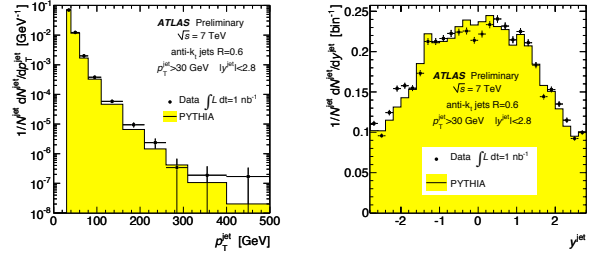 1/N^jet dN^jet/dp_T^jet [GeV⁻¹]
10⁻¹
10⁻²
10⁻³
10⁻⁴
10⁻⁵
10⁻⁶
10⁻⁷
10⁻⁸
ATLAS Preliminary
√s = 7 TeV
anti-k_t jets R=0.6
p_T^jet>30 GeV |y^jet|<2.8
Data ∫L dt=1 nb⁻¹
PYTHIA
0 100 200 300 400 500
p_T^jet [GeV]
1/N^jet dN^jet/dy^jet [bin⁻¹]
0.25
0.2
0.15
0.1
0.05
0
ATLAS Preliminary
√s = 7 TeV
anti-k_t jets R=0.6
p_T^jet>30 GeV |y^jet|<2.8
Data ∫L dt=1 nb⁻¹
PYTHIA
-2 -1 0 1 2
y^jet